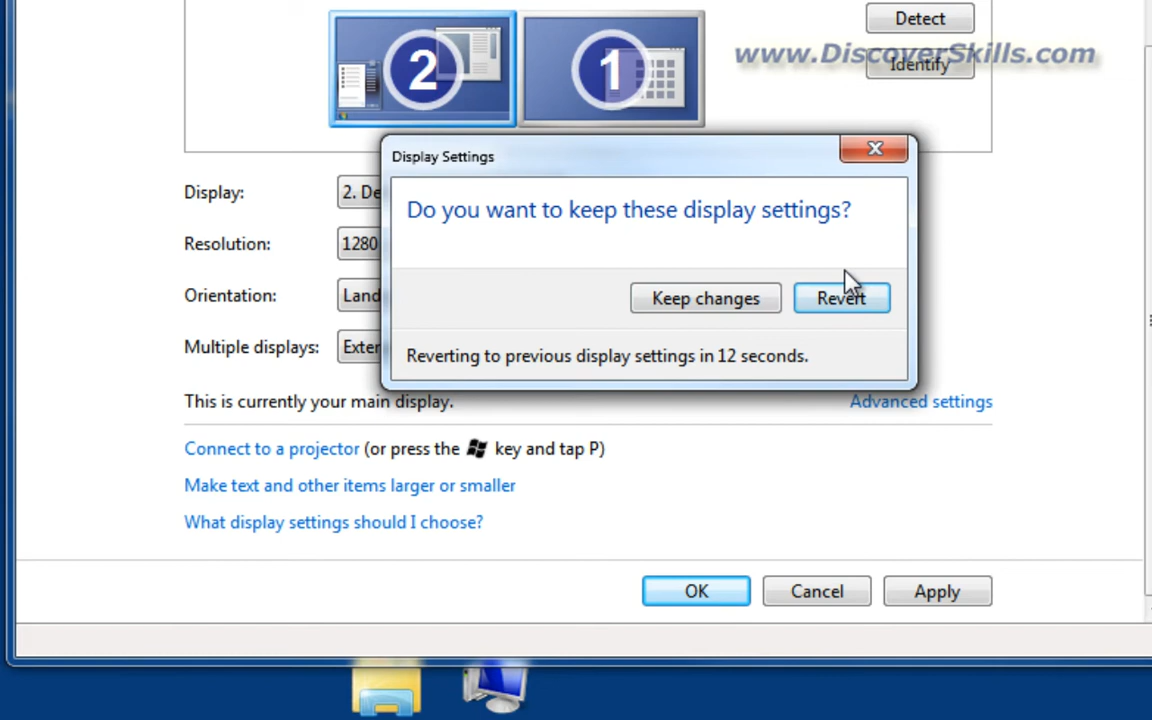 Detect
www.DiscoverSkills.com
Identify
2
1
Display Settings
Do you want to keep these display settings?
Display:
2. De
Resolution:
1280
Keep changes
Revert
Orientation:
Land
Multiple displays:
Exter
Reverting to previous display settings in 12 seconds.
This is currently your main display.
Advanced settings
Connect to a projector (or press the key and tap P)
Make text and other items larger or smaller
What display settings should I choose?
OK
Cancel
Apply